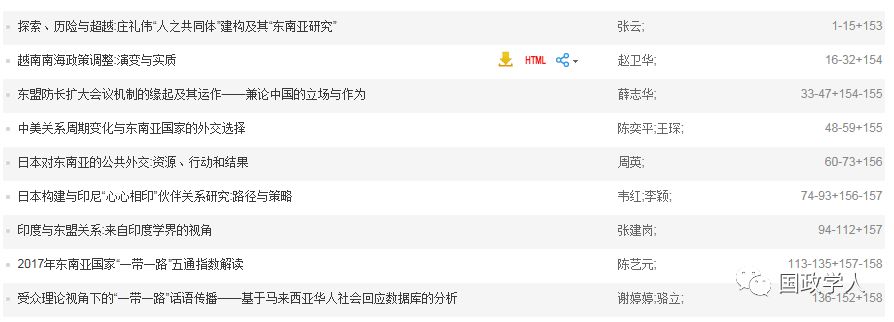 探索、历险与超越:庄礼伟“人之共同体”建构及其“东南亚研究” 张云; 1-15+153
越南南海政策调整:演变与实质 HTML 赵卫华; 16-32+154
东盟防长扩大会议机制的缘起及其运作——兼论中国的立场与作为 薛志华; 33-47+154-155
中美关系周期变化与东南亚国家的外交选择 陈奕平;王琛; 48-59+155
日本对东南亚的公共外交:资源、行动和结果 周英; 60-73+156
日本构建与印尼“心心相印”伙伴关系研究:路径与策略 韦红;李颖; 74-93+156-157
印度与东盟关系:来自印度学界的视角 张建岗; 94-112+157
2017年东南亚国家“一带一路”五通指数解读 陈艺元; 113-135+157-158
受众理论视角下的“一带一路”话语传播——基于马来西亚华人社会回应数据库的分析 谢婷婷;骆立; 136-152+158
国政学人